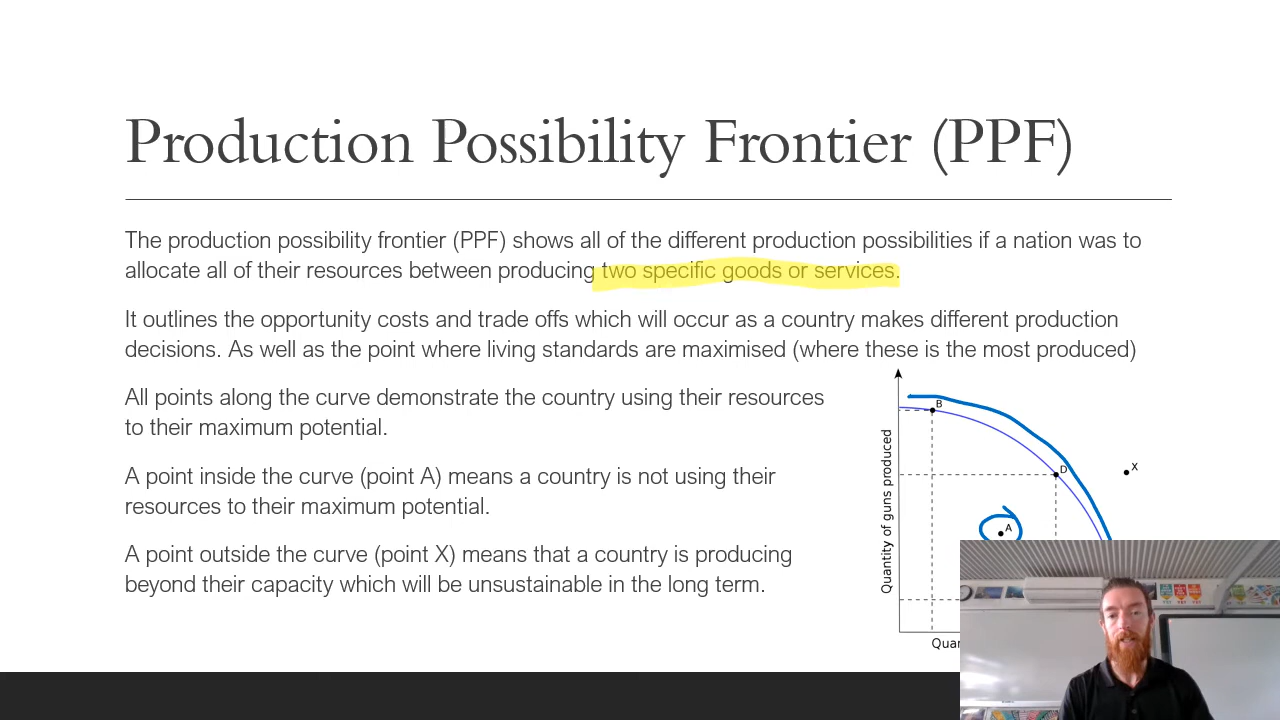 Production Possibility Frontier (PPF)
The production possibility frontier (PPF) shows all of the different production possibilities if a nation was to
allocate all of their resources between producing two specific goods or services.
It outlines the opportunity costs and trade offs which will occur as a country makes different production
decisions. As well as the point where living standards are maximised (where these is the most produced)
All points along the curve demonstrate the country using their resources
to their maximum potential.
A point inside the curve (point A) means a country is not using their
resources to their maximum potential.
A point outside the curve (point X) means that a country is producing
beyond their capacity which will be unsustainable in the long term.
Quantity of guns produced
B
D
X
A